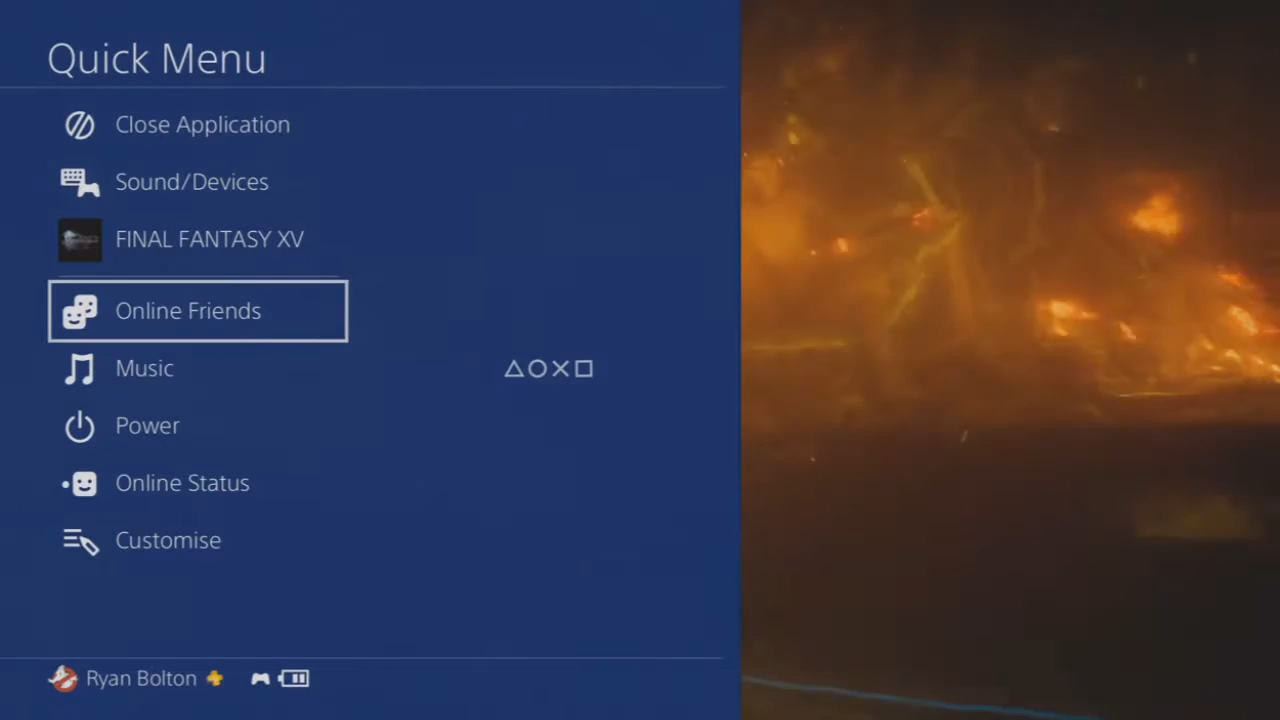 Quick Menu
Close Application
Sound/Devices
FINAL FANTASY XV
Online Friends
Music
Power
Online Status
Customise
Ryan Bolton